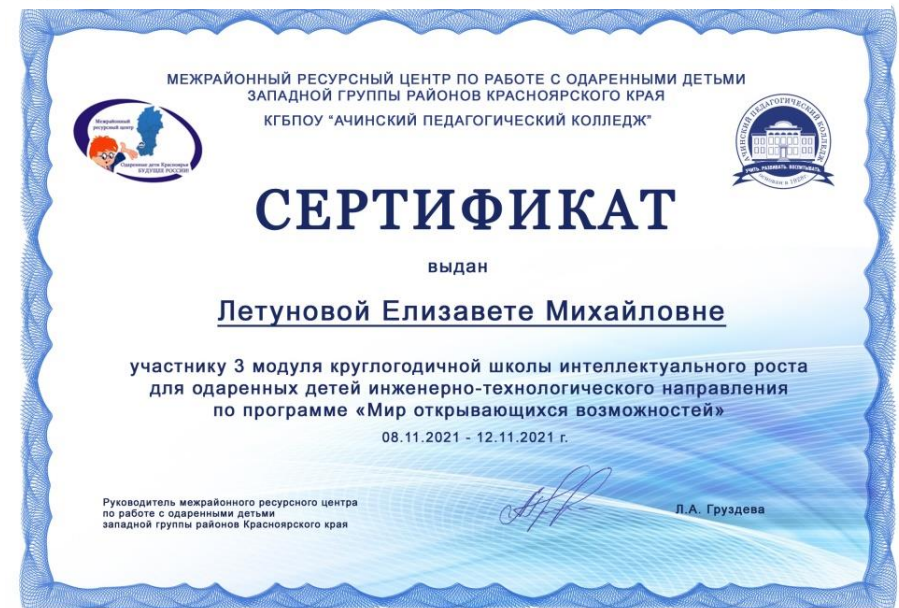 МЕЖРАЙОННЫЙ РЕСУРСНЫЙ ЦЕНТР ПО РАБОТЕ С ОДАРЕННЫМИ ДЕТЬМИ
ЗАПАДНОЙ ГРУППЫ РАЙОНОВ КРАСНОЯРСКОГО КРАЯ
КГБПОУ "АЧИНСКИЙ ПЕДАГОГИЧЕСКИЙ КОЛЛЕДЖ"
Межрайонный
ресурсный центр
Одаренные дети Красноярья
БУДУЩЕЕ РОССИИ!
АЧИНСКИЙ ПЕДАГОГИЧЕСКИЙ КОЛЛЕДЖ
УЧИТЬ РАЗВИВАТЬ ВОСПИТЫВАТЬ
основан в 1928г.
СЕРТИФИКАТ
выдан
Летуновой Елизавете Михайловне
участнику 3 модуля круглогодичной школы интеллектуального роста
для одаренных детей инженерно-технологического направления
по программе «Мир открывающихся возможностей»
08.11.2021 - 12.11.2021 г.
Руководитель межрайонного ресурсного центра
по работе с одаренными детьми
западной группы районов Красноярского края
Л.А. Груздева